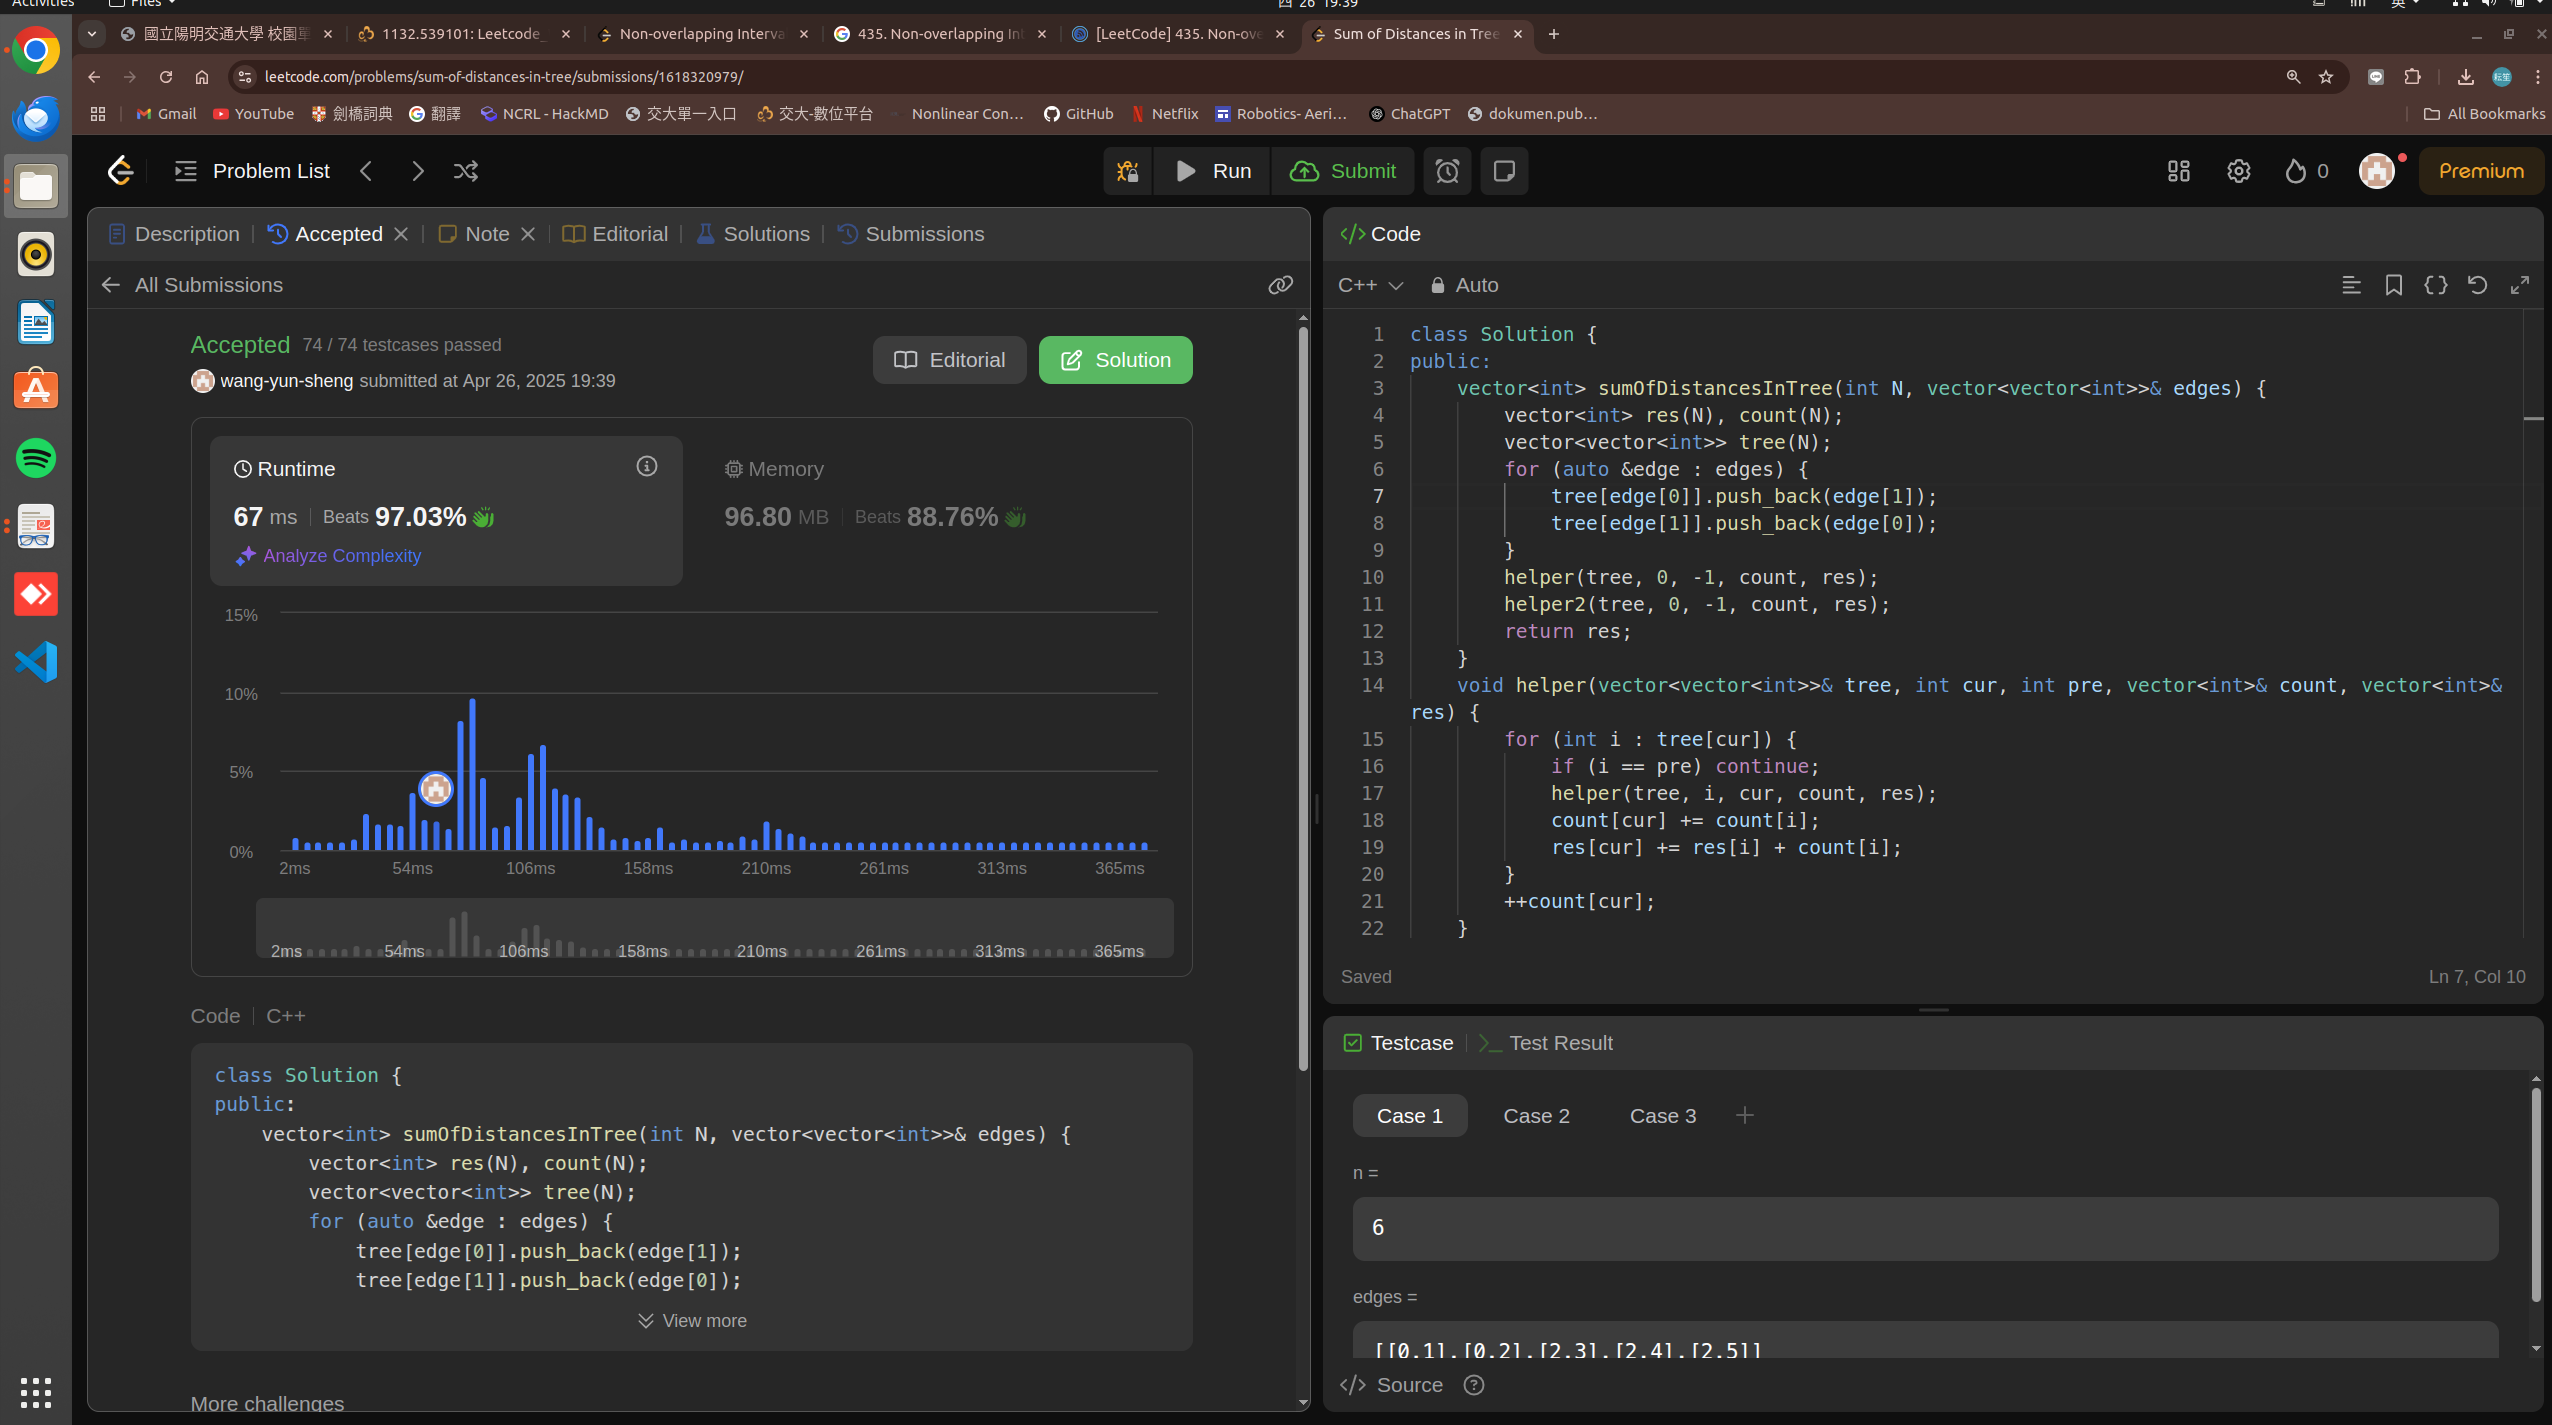 Activities
Files
四 26 19:39
英
國立陽明交通大學 校園單
1132.539101: Leetcode_
Non-overlapping Interva
435. Non-overlapping Int
[LeetCode] 435. Non-ove
Sum of Distances in Tree
leetcode.com/problems/sum-of-distances-in-tree/submissions/1618320979/
Gmail
YouTube
劍橋詞典
翻譯
NCRL - HackMD
交大單一入口
交大-數位平台
Nonlinear Con...
GitHub
Netflix
Robotics- Aeri...
ChatGPT
dokumen.pub...
All Bookmarks
Problem List
Run
Submit
0
Premium
Description
Accepted
Note
Editorial
Solutions
Submissions
All Submissions
Accepted 74 / 74 testcases passed
wang-yun-sheng submitted at Apr 26, 2025 19:39
Editorial
Solution
Runtime
67 ms Beats 97.03%
Analyze Complexity
Memory
96.80 MB Beats 88.76%
15%
10%
5%
0%
2ms 54ms 106ms 158ms 210ms 261ms 313ms 365ms
2ms 54ms 106ms 158ms 210ms 261ms 313ms 365ms
Code C++
class Solution {
public:
    vector<int> sumOfDistancesInTree(int N, vector<vector<int>>& edges) {
        vector<int> res(N), count(N);
        vector<vector<int>> tree(N);
        for (auto &edge : edges) {
            tree[edge[0]].push_back(edge[1]);
            tree[edge[1]].push_back(edge[0]);
View more
More challenges
Code
C++
Auto
1 class Solution {
2 public:
3     vector<int> sumOfDistancesInTree(int N, vector<vector<int>>& edges) {
4         vector<int> res(N), count(N);
5         vector<vector<int>> tree(N);
6         for (auto &edge : edges) {
7             tree[edge[0]].push_back(edge[1]);
8             tree[edge[1]].push_back(edge[0]);
9         }
10         helper(tree, 0, -1, count, res);
11         helper2(tree, 0, -1, count, res);
12         return res;
13     }
14     void helper(vector<vector<int>>& tree, int cur, int pre, vector<int>& count, vector<int>&
res) {
15         for (int i : tree[cur]) {
16             if (i == pre) continue;
17             helper(tree, i, cur, count, res);
18             count[cur] += count[i];
19             res[cur] += res[i] + count[i];
20         }
21         ++count[cur];
22     }
Saved
Ln 7, Col 10
Testcase
Test Result
Case 1
Case 2
Case 3
n =
6
edges =
[[0,1],[0,2],[2,3],[2,4],[2,5]]
Source